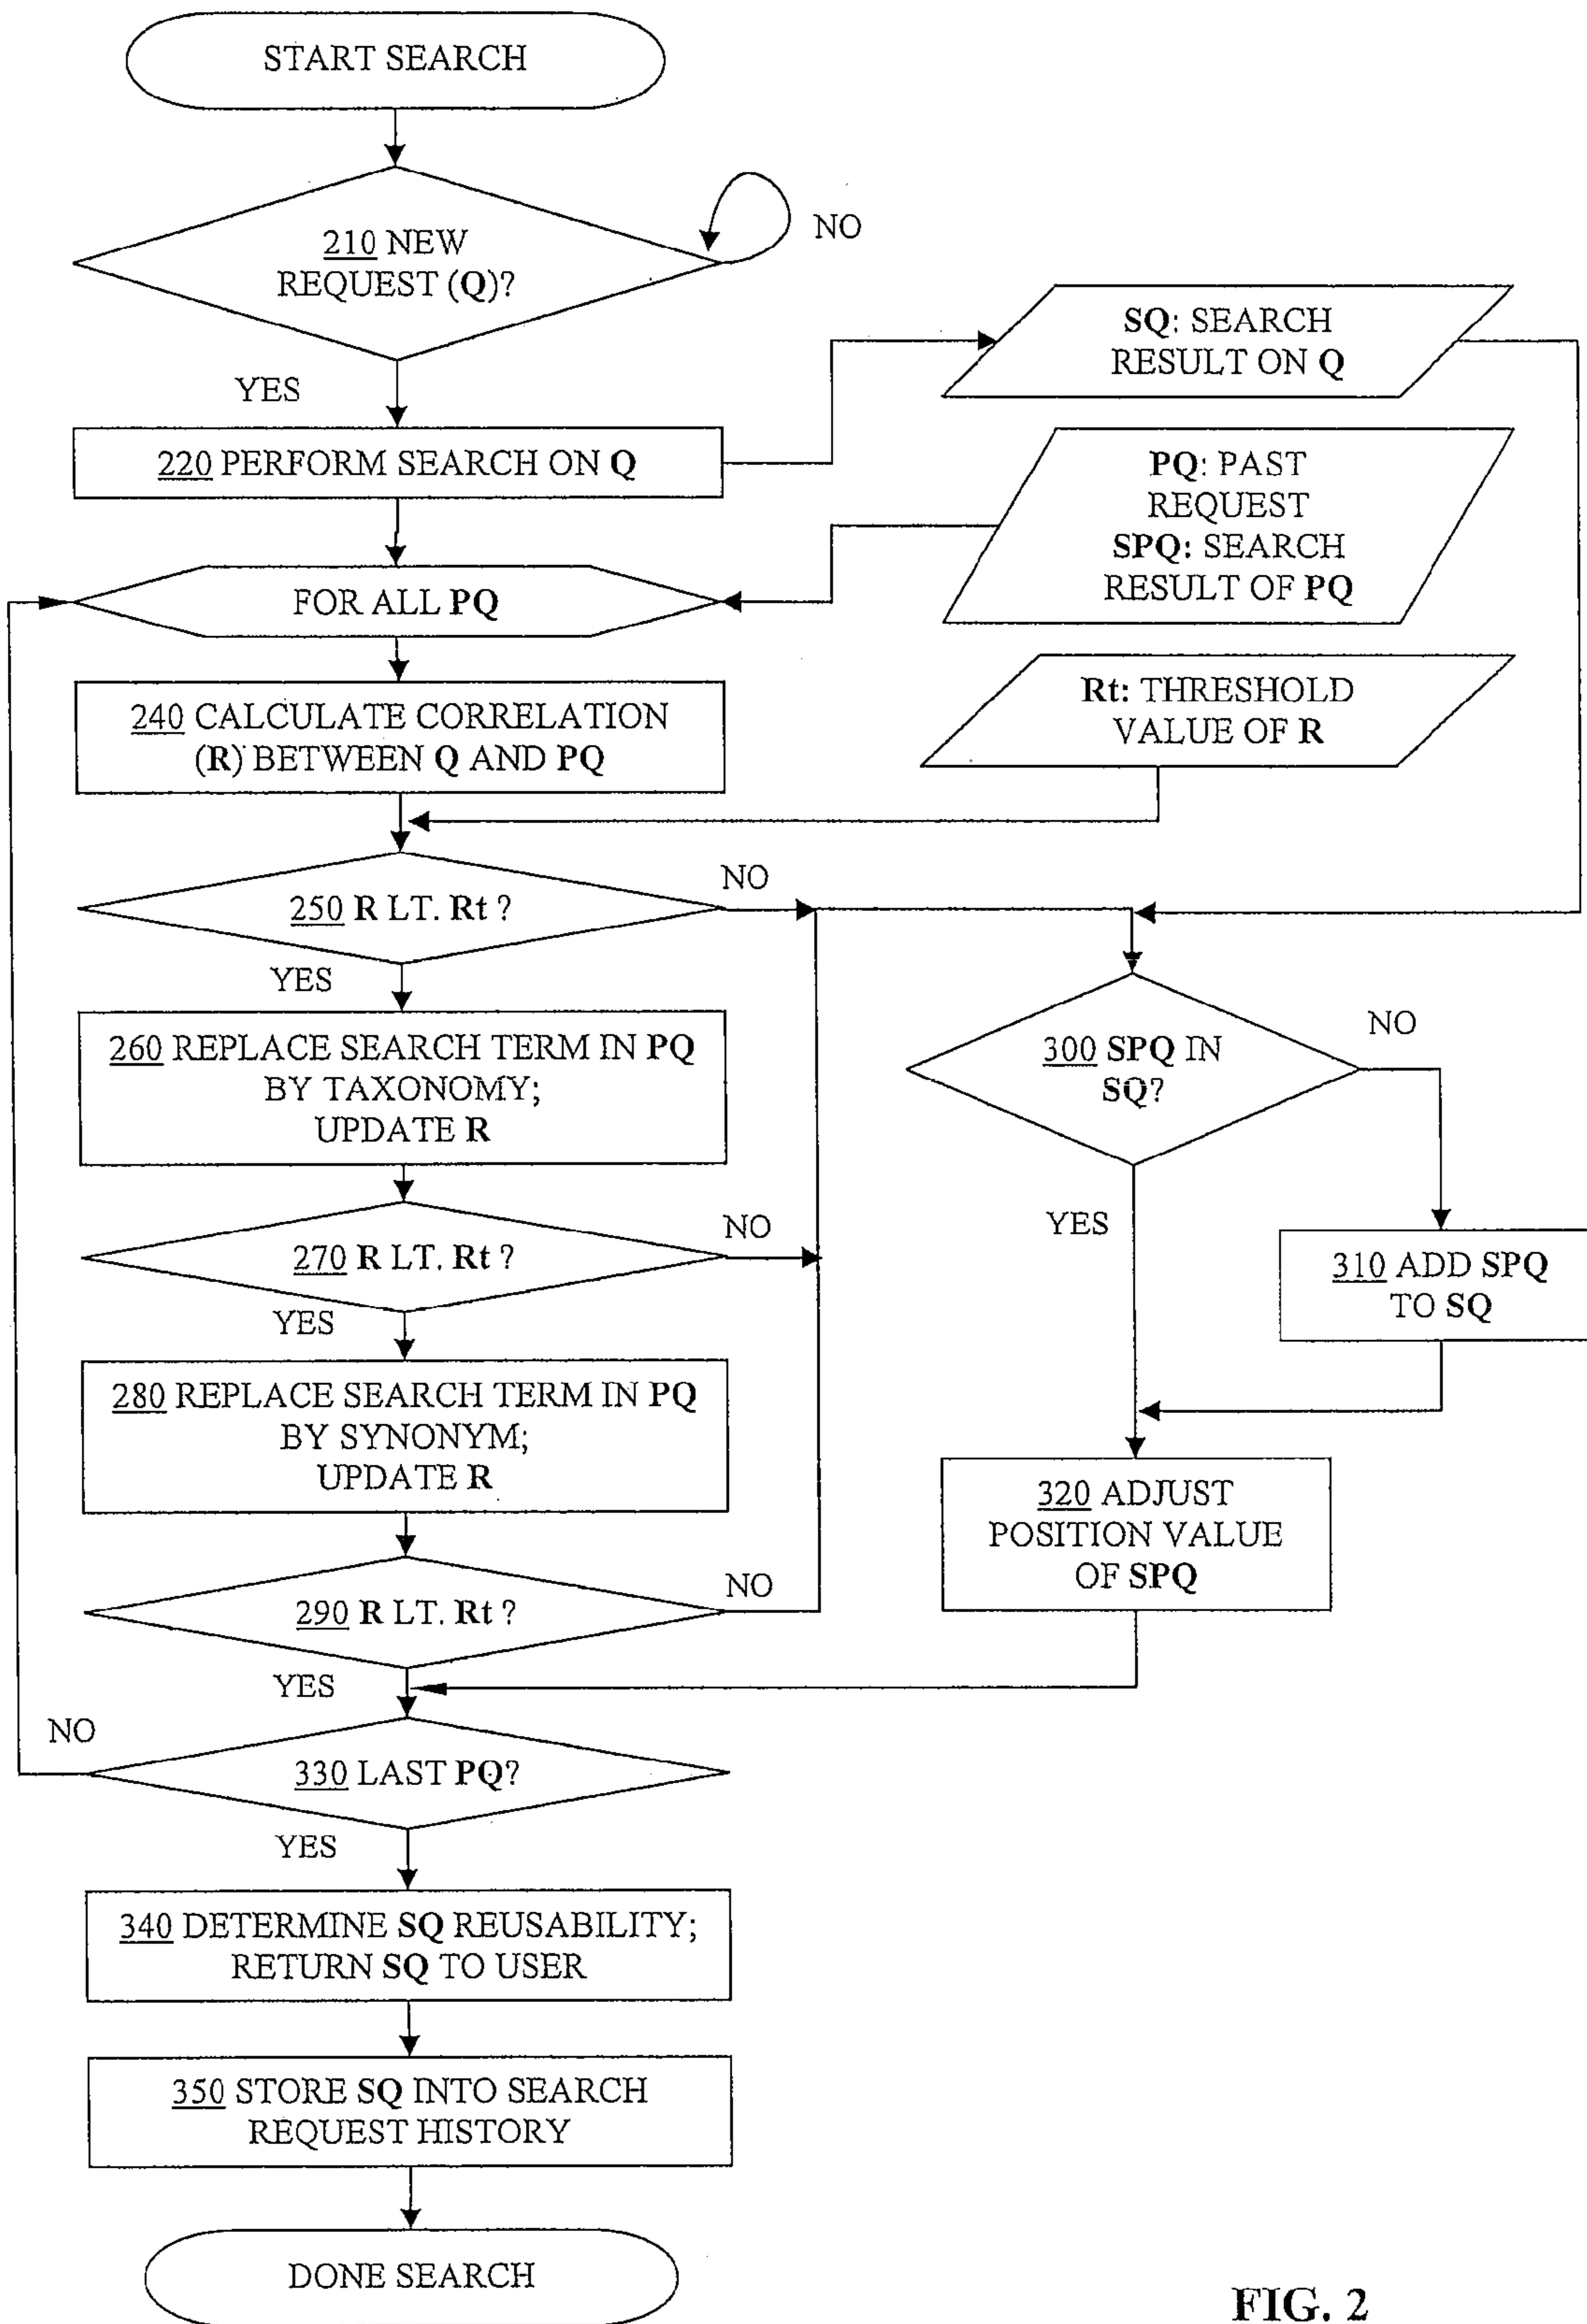 START SEARCH
210 NEW
REQUEST (Q)?
NO
YES
SQ: SEARCH
RESULT ON Q
220 PERFORM SEARCH ON Q
PQ: PAST
REQUEST
SPQ: SEARCH
RESULT OF PQ
FOR ALL PQ
240 CALCULATE CORRELATION
(R) BETWEEN Q AND PQ
Rt: THRESHOLD
VALUE OF R
250 R LT. Rt ?
NO
YES
260 REPLACE SEARCH TERM IN PQ
BY TAXONOMY;
UPDATE R
300 SPQ IN
SQ?
NO
YES
270 R LT. Rt ?
NO
YES
310 ADD SPQ
TO SQ
280 REPLACE SEARCH TERM IN PQ
BY SYNONYM;
UPDATE R
320 ADJUST
POSITION VALUE
OF SPQ
290 R LT. Rt ?
NO
YES
330 LAST PQ?
NO
YES
340 DETERMINE SQ REUSABILITY;
RETURN SQ TO USER
350 STORE SQ INTO SEARCH
REQUEST HISTORY
DONE SEARCH
FIG. 2